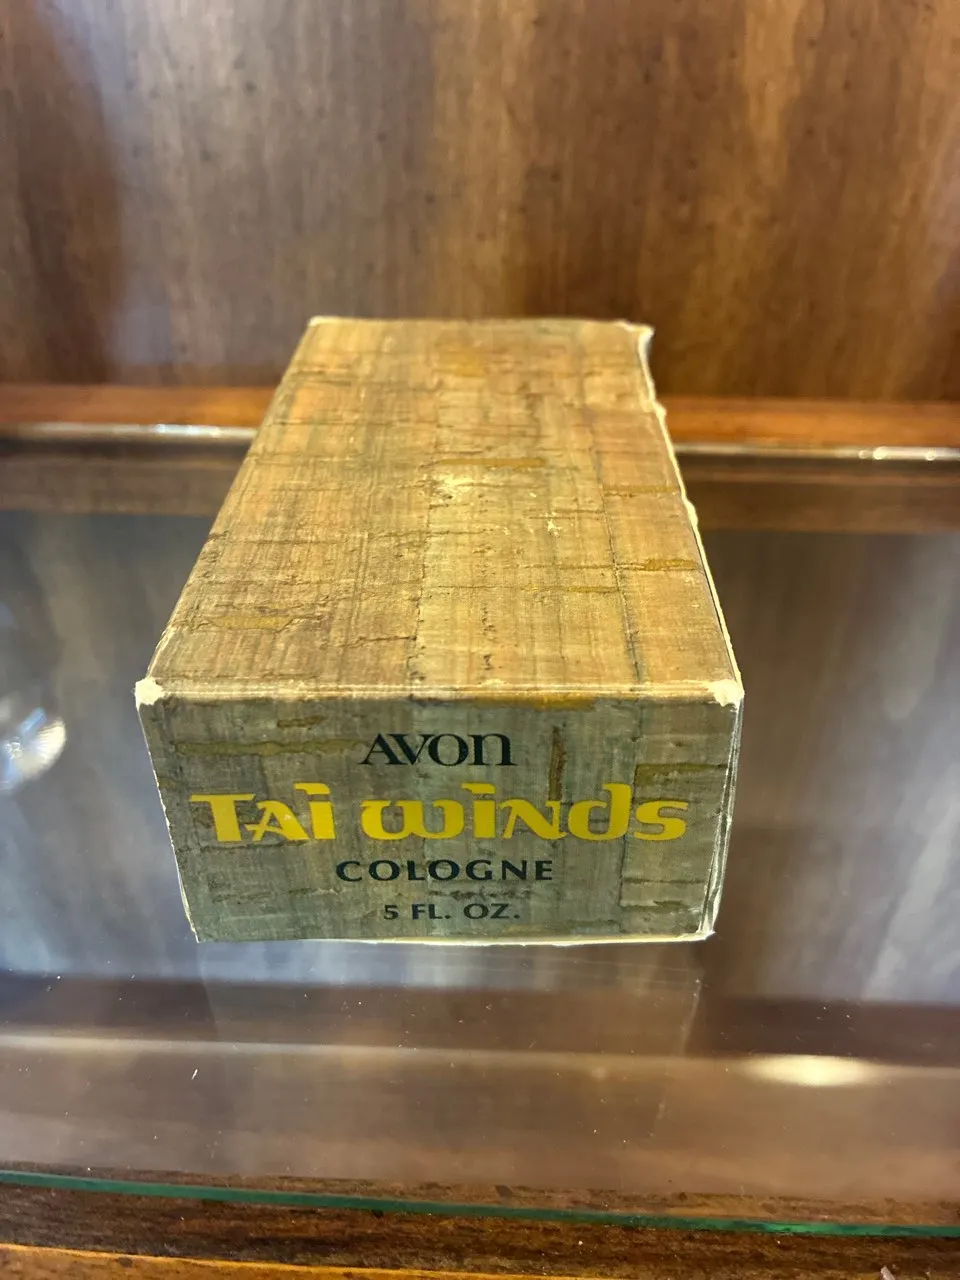 AVON
Tai winds
COLOGNE
5 FL. OZ.